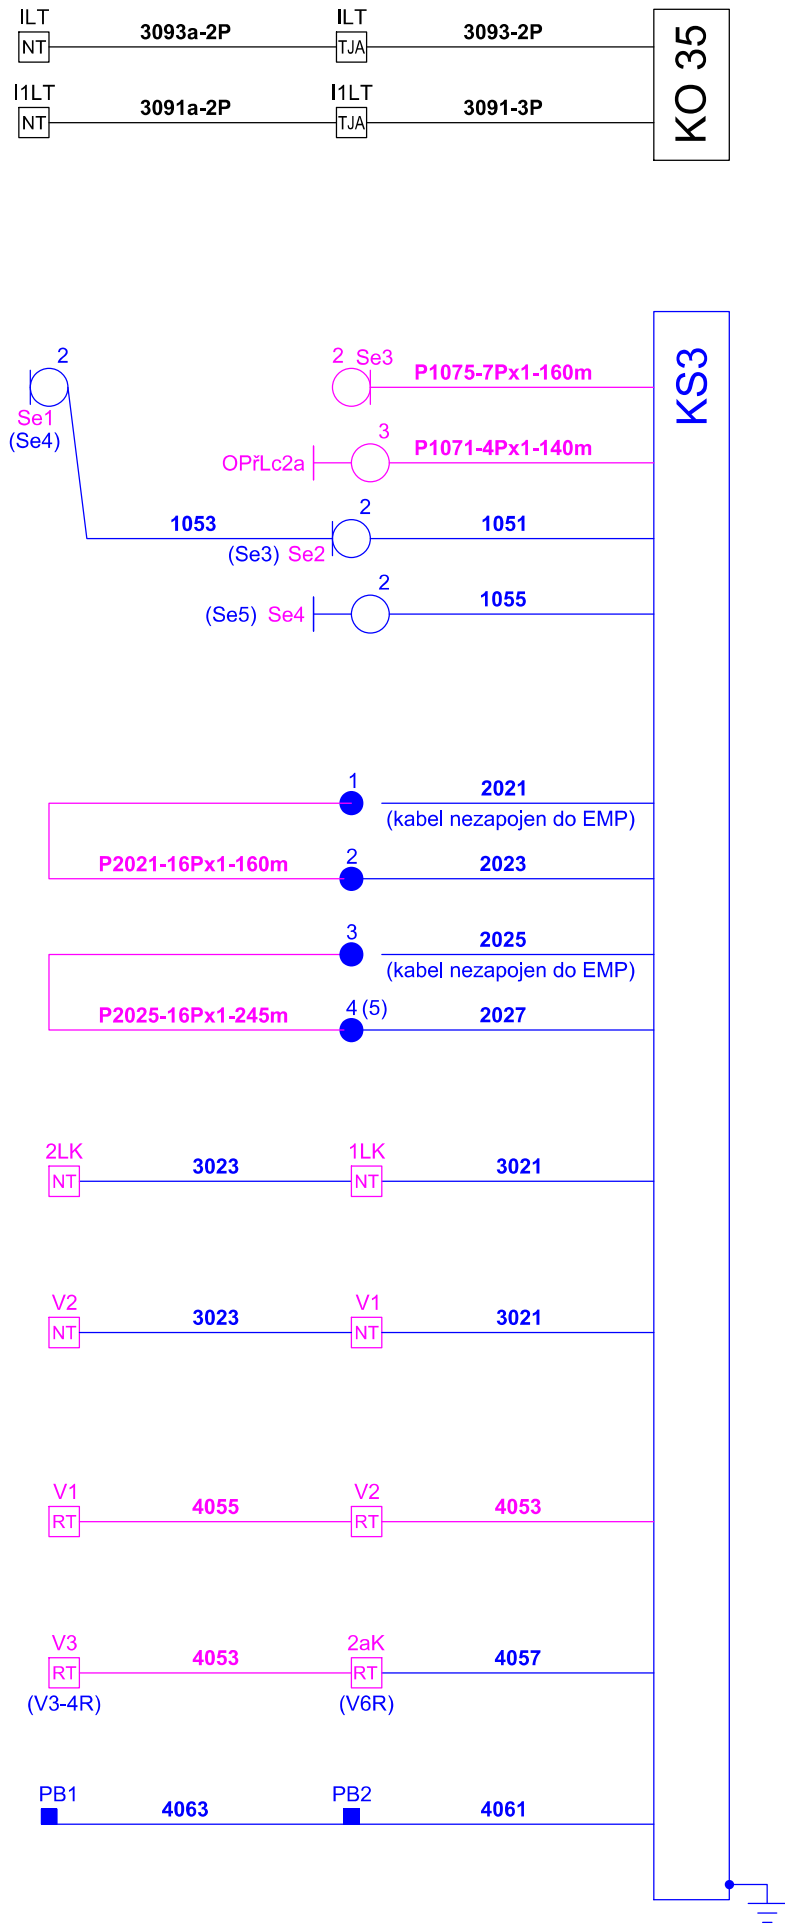 ILT
ILT
3093a-2P
3093-2P
NT
TJA
KO 35
I1LT
I1LT
3091a-2P
3091-3P
NT
TJA
KS3
2
2 Se3
P1075-7Px1-160m
Se1
(Se4)
3
P1071-4Px1-140m
OPřLc2a
2
1053
1051
(Se3) Se2
2
1055
(Se5) Se4
1
2021
(kabel nezapojen do EMP)
2
P2021-16Px1-160m
2023
3
2025
(kabel nezapojen do EMP)
4 (5)
P2025-16Px1-245m
2027
2LK
1LK
3023
3021
NT
NT
V2
V1
3023
3021
NT
NT
V1
V2
4055
4053
RT
RT
V3
2aK
4053
4057
RT
RT
(V3-4R)
(V6R)
PB1
PB2
4063
4061